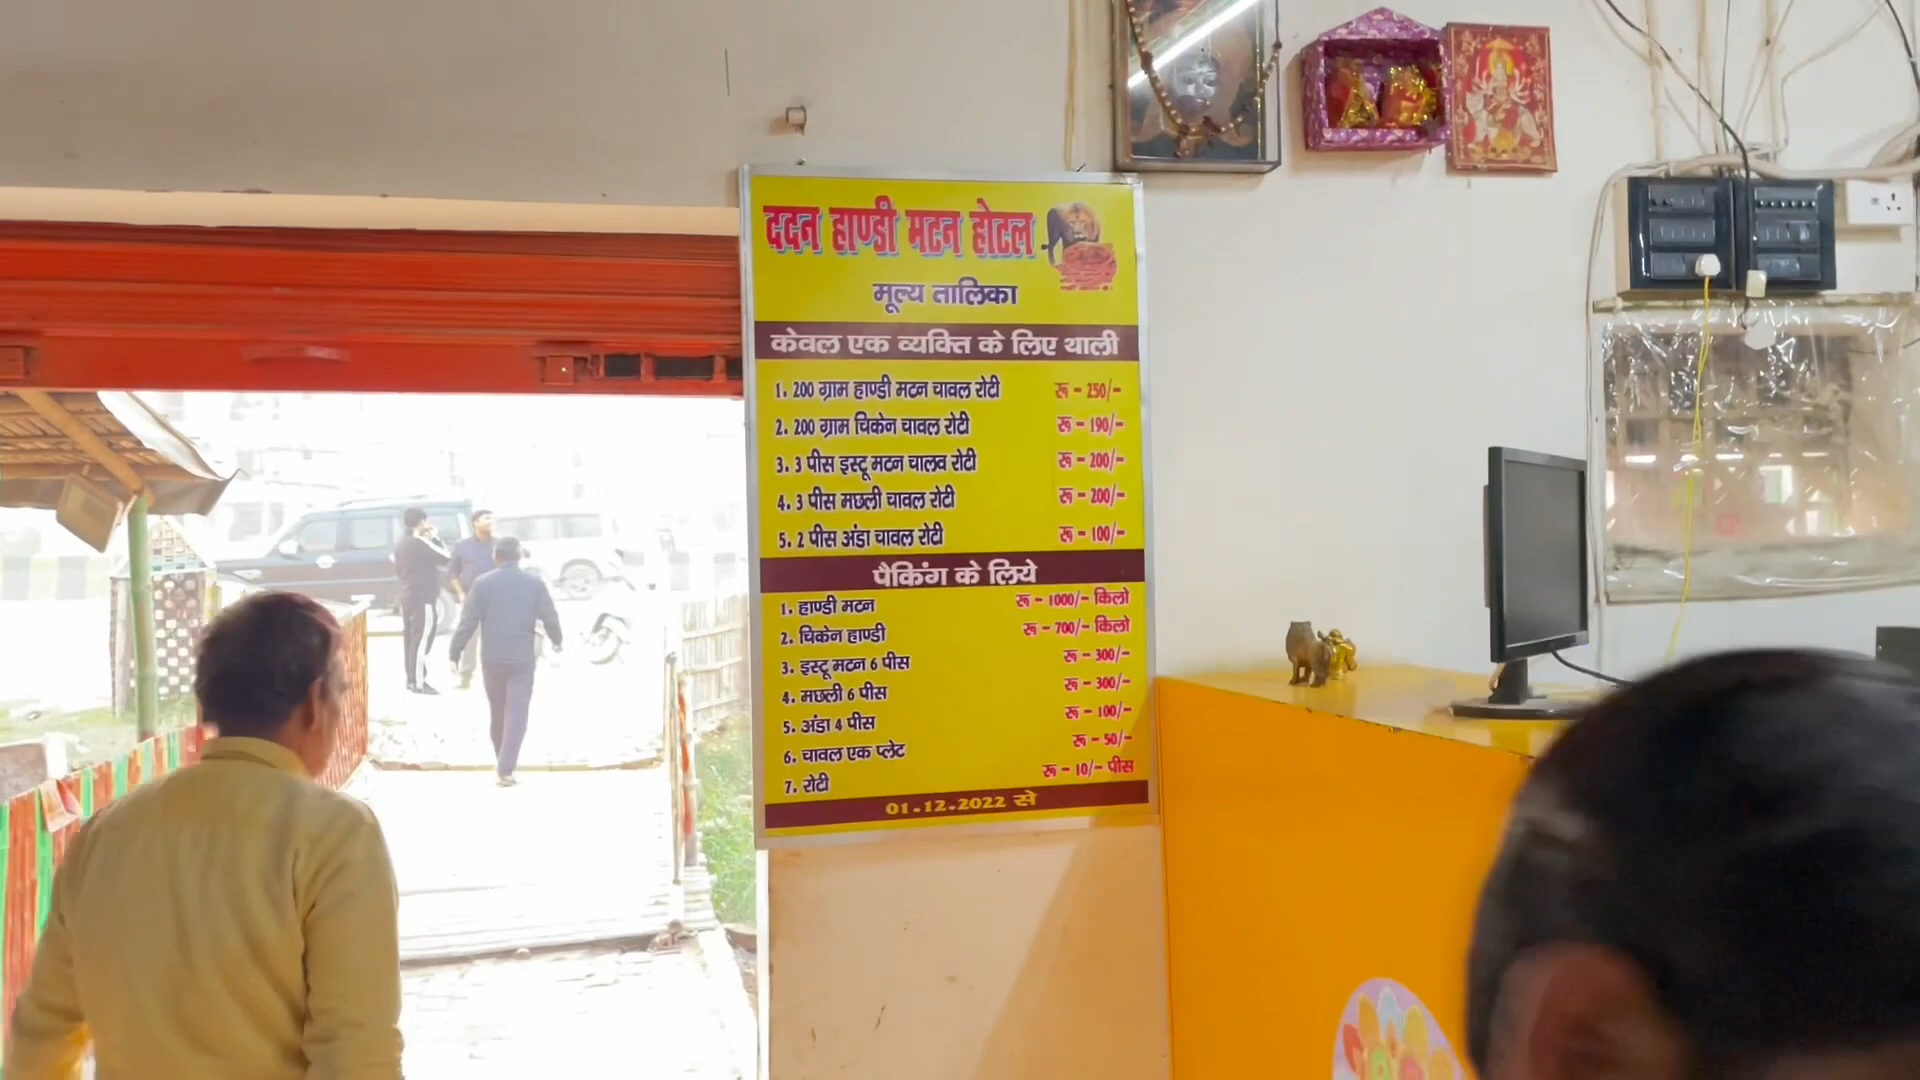 ददन हाण्डी मटन होटल
मूल्य तालिका
केवल एक व्यक्ति के लिए थाली
1. 200 ग्राम हाण्डी मटन चावल रोटी रू - 250/-
2. 200 ग्राम चिकेन चावल रोटी रू - 190/-
3. 3 पीस इस्टू मटन चालव रोटी रू - 200/-
4. 3 पीस मछली चावल रोटी रू - 200/-
5. 2 पीस अंडा चावल रोटी रू - 100/-
पैकिंग के लिये
1. हाण्डी मटन रू - 1000/- किलो
2. चिकेन हाण्डी रू - 700/- किलो
3. इस्टू मटन 6 पीस रू - 300/-
4. मछली 6 पीस रू - 300/-
5. अंडा 4 पीस रू - 100/-
6. चावल एक प्लेट रू - 50/-
7. रोटी रू - 10/- पीस
01-12-2022 से